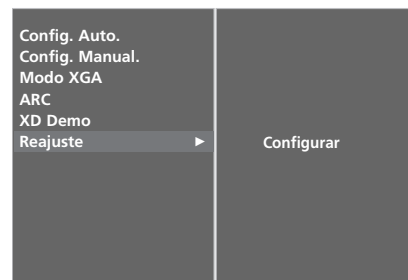 Config. Auto.
Config. Manual.
Modo XGA
ARC
XD Demo
Reajuste ►
Configurar